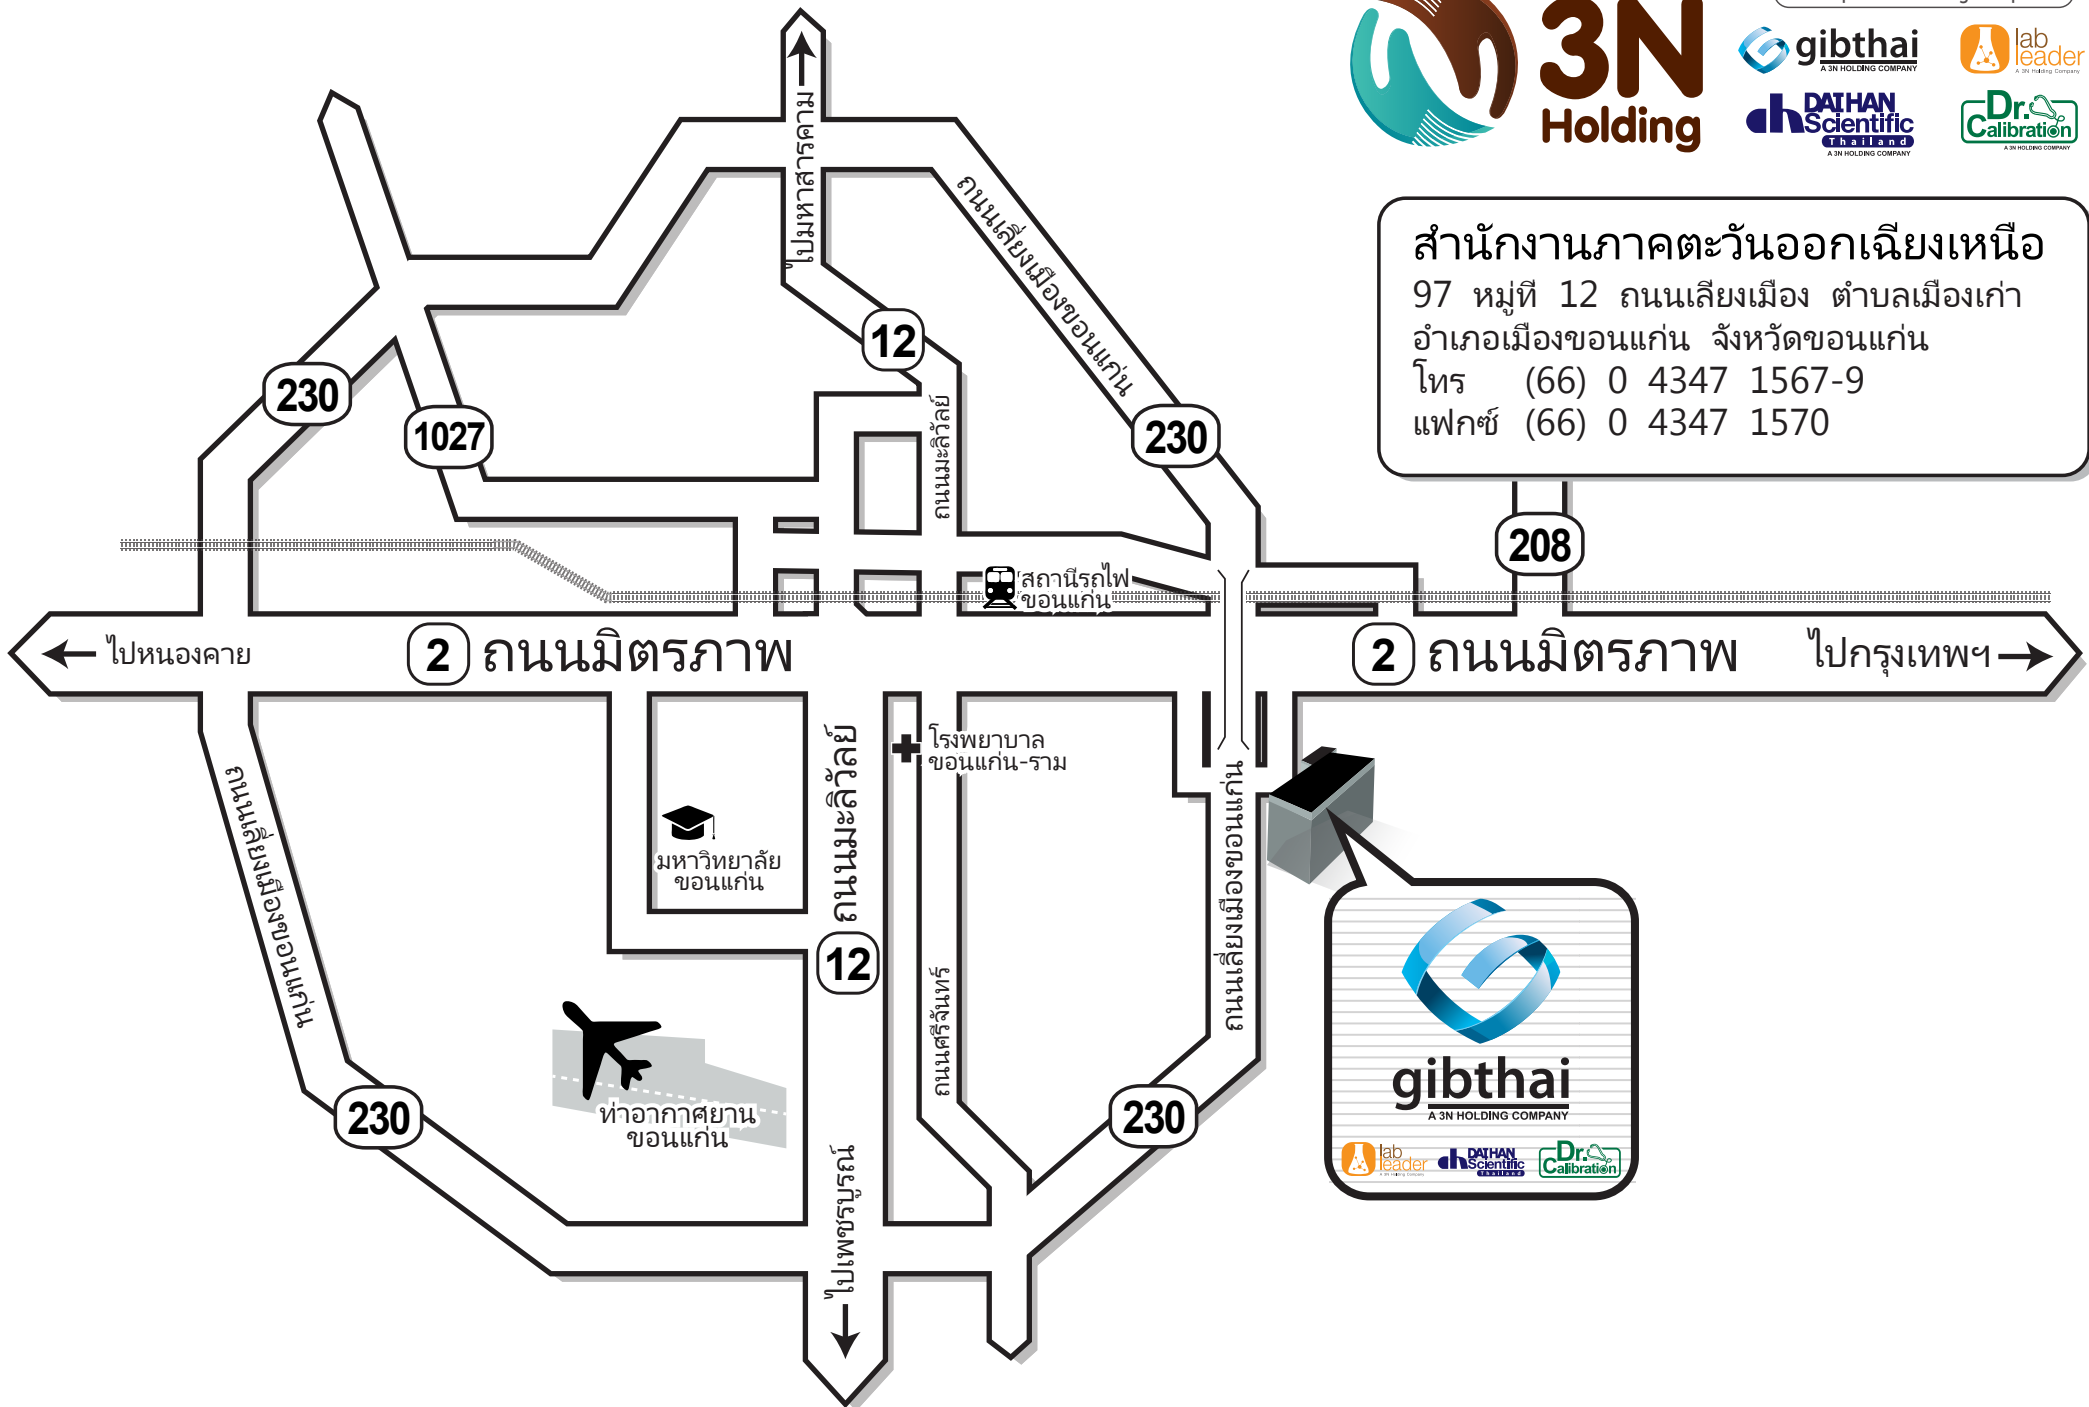 3N
Holding
gibthai
A 3N HOLDING COMPANY
lab
leader
A 3N Holding Company
dh DAIHAN
Scientific
Thailand
A 3N HOLDING COMPANY
Dr.
Calibration
A 3N HOLDING COMPANY
สำนักงานภาคตะวันออกเฉียงเหนือ
97 หมู่ที่ 12 ถนนเลี่ยงเมือง ตำบลเมืองเก่า
อำเภอเมืองขอนแก่น จังหวัดขอนแก่น
โทร (66) 0 4347 1567-9
แฟกซ์ (66) 0 4347 1570
ไปมหาสารคาม
ถนนเลี่ยงเมืองขอนแก่น
12
230
1027
ถนนมะลิวัลย์
230
208
สถานีรถไฟ
ขอนแก่น
ไปหนองคาย
2 ถนนมิตรภาพ
2 ถนนมิตรภาพ
ไปกรุงเทพฯ
โรงพยาบาล
ขอนแก่น-ราม
ถนนมะลิวัลย์
12
มหาวิทยาลัย
ขอนแก่น
ถนนเลี่ยงเมืองขอนแก่น
ถนนเลี่ยงเมืองขอนแก่น
ถนนศรีจันทร์
230
ท่าอากาศยาน
ขอนแก่น
230
ไปเพชรบูรณ์
gibthai
A 3N HOLDING COMPANY
lab
leader
A 3N Holding Company
dh DAIHAN
Scientific
Thailand
Dr.
Calibration